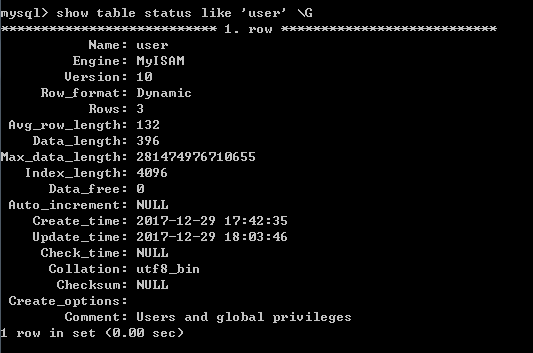 mysql> show table status like 'user' \G
*************************** 1. row ***************************
           Name: user
         Engine: MyISAM
        Version: 10
     Row_format: Dynamic
           Rows: 3
 Avg_row_length: 132
    Data_length: 396
Max_data_length: 281474976710655
   Index_length: 4096
      Data_free: 0
 Auto_increment: NULL
    Create_time: 2017-12-29 17:42:35
    Update_time: 2017-12-29 18:03:46
     Check_time: NULL
      Collation: utf8_bin
       Checksum: NULL
 Create_options:
        Comment: Users and global privileges
1 row in set (0.00 sec)